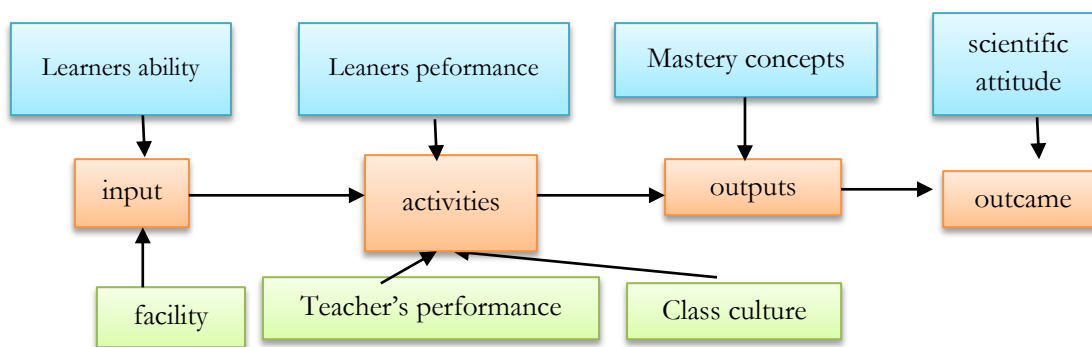 Learners ability
Leaners peformance
Mastery concepts
scientific
attitude
input
activities
outputs
outcame
facility
Teacher's performance
Class culture